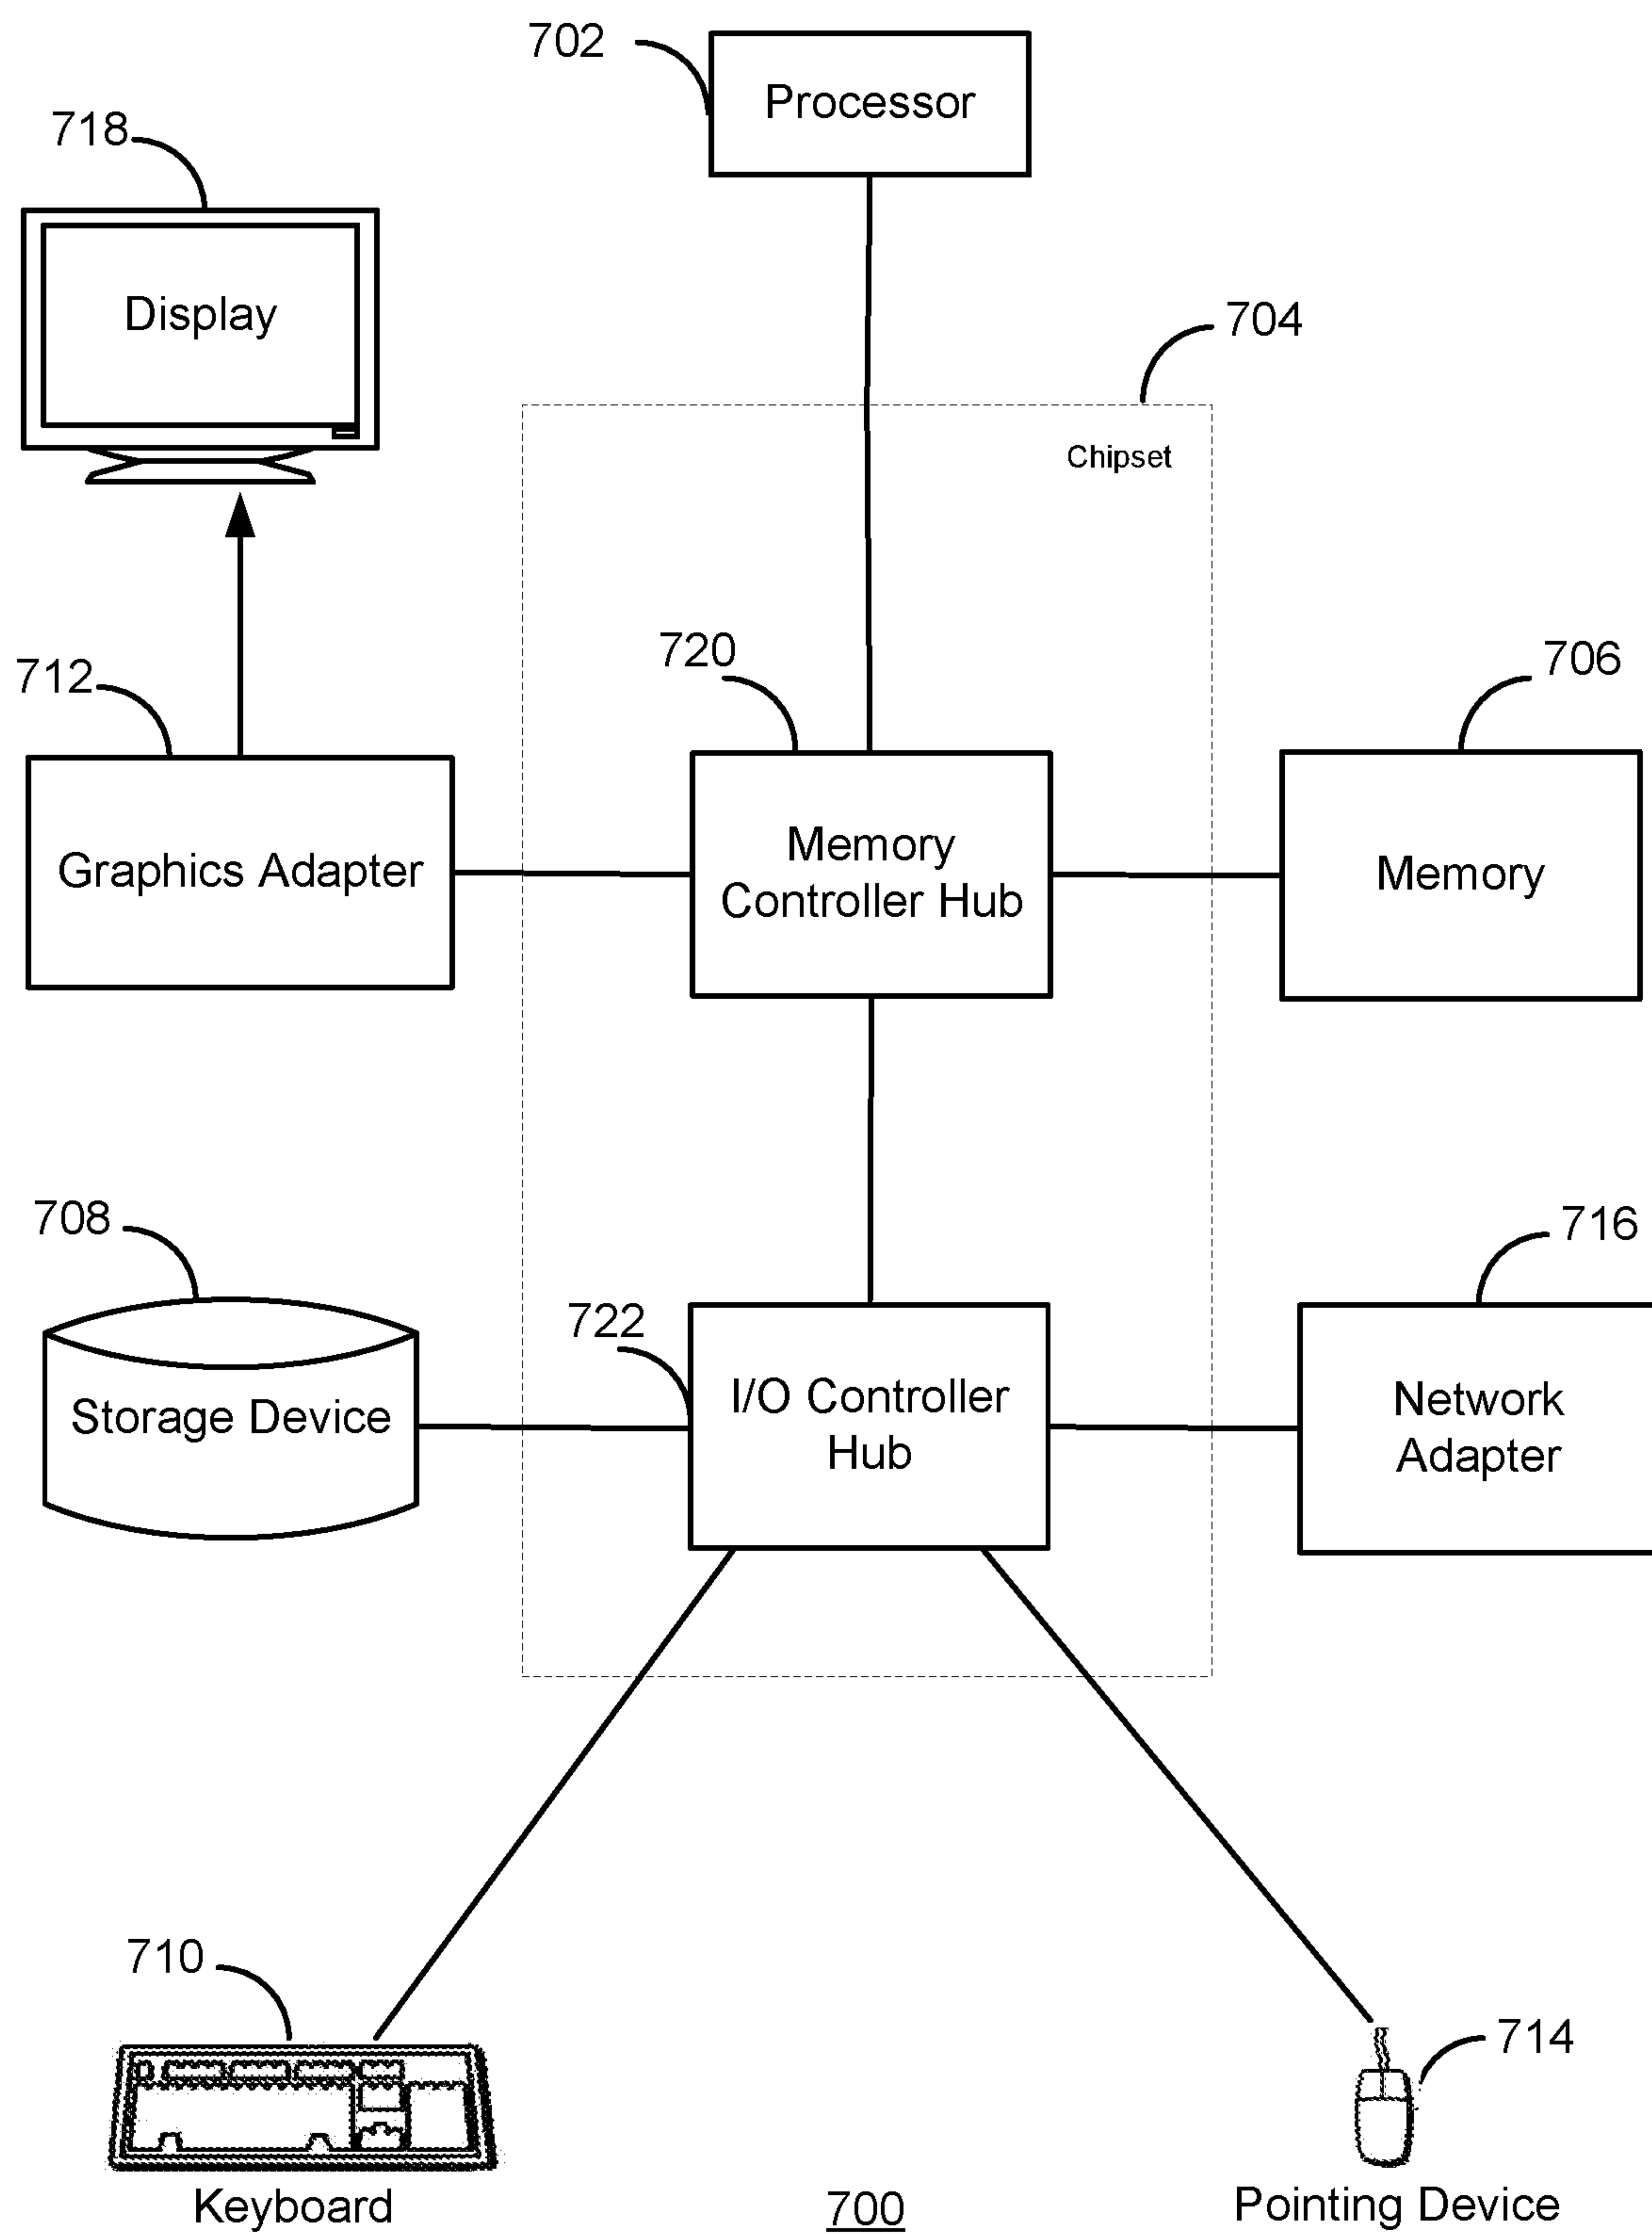 702
Processor
718
Display
704
Chipset
712
720
706
Graphics Adapter
Memory
Controller Hub
Memory
708
722
716
Storage Device
I/O Controller
Hub
Network
Adapter
710
714
Keyboard
700
Pointing Device